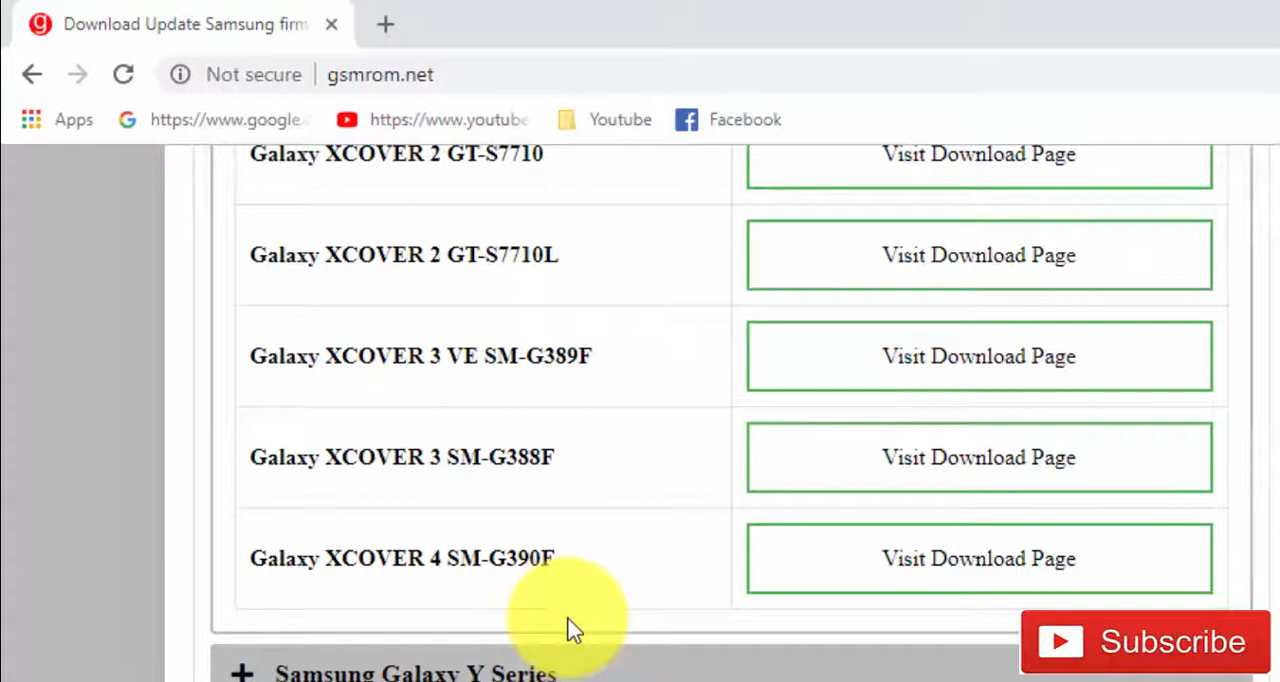 g Download Update Samsung firm
Not secure gsmrom.net
Apps https://www.google.c https://www.youtube Youtube Facebook
Galaxy XCOVER 2 GT-S7710 Visit Download Page
Galaxy XCOVER 2 GT-S7710L Visit Download Page
Galaxy XCOVER 3 VE SM-G389F Visit Download Page
Galaxy XCOVER 3 SM-G388F Visit Download Page
Galaxy XCOVER 4 SM-G390F Visit Download Page
Subscribe
Samsung Galaxy Y Series